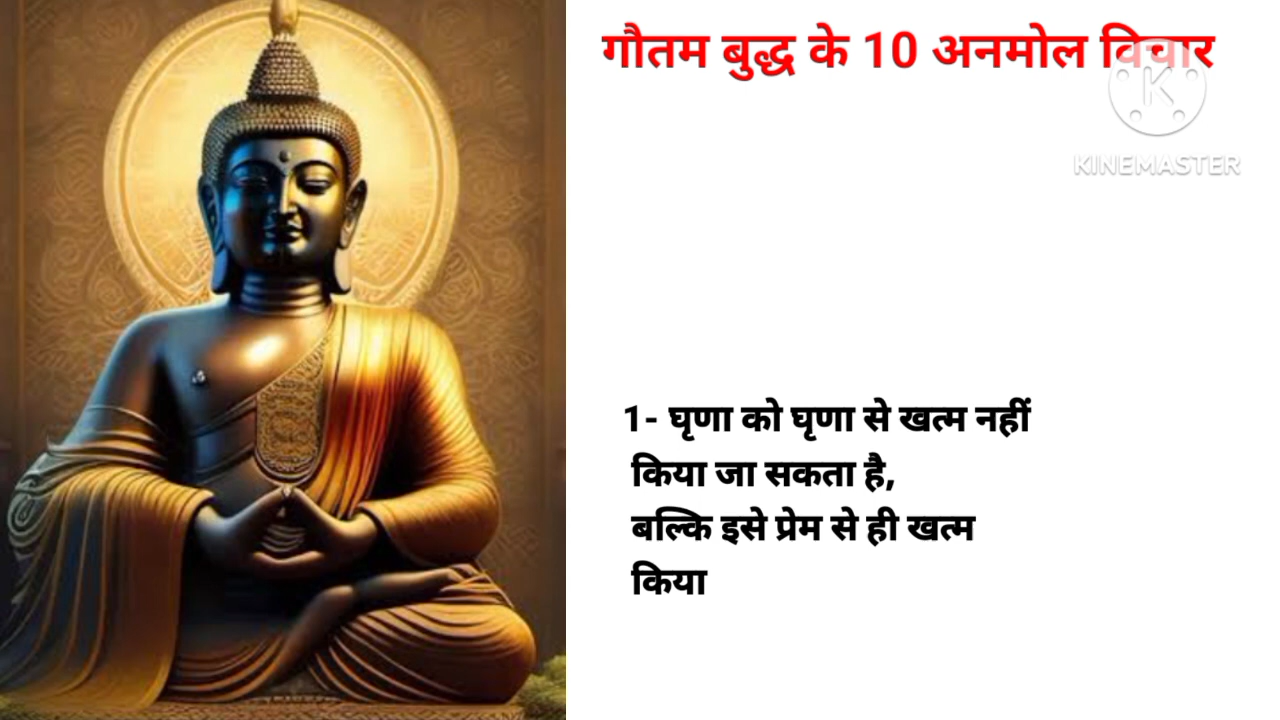 गौतम बुद्ध के 10 अनमोल विचार
KINEMASTER
1- घृणा को घृणा से खत्म नहीं
किया जा सकता है,
बल्कि इसे प्रेम से ही खत्म
किया